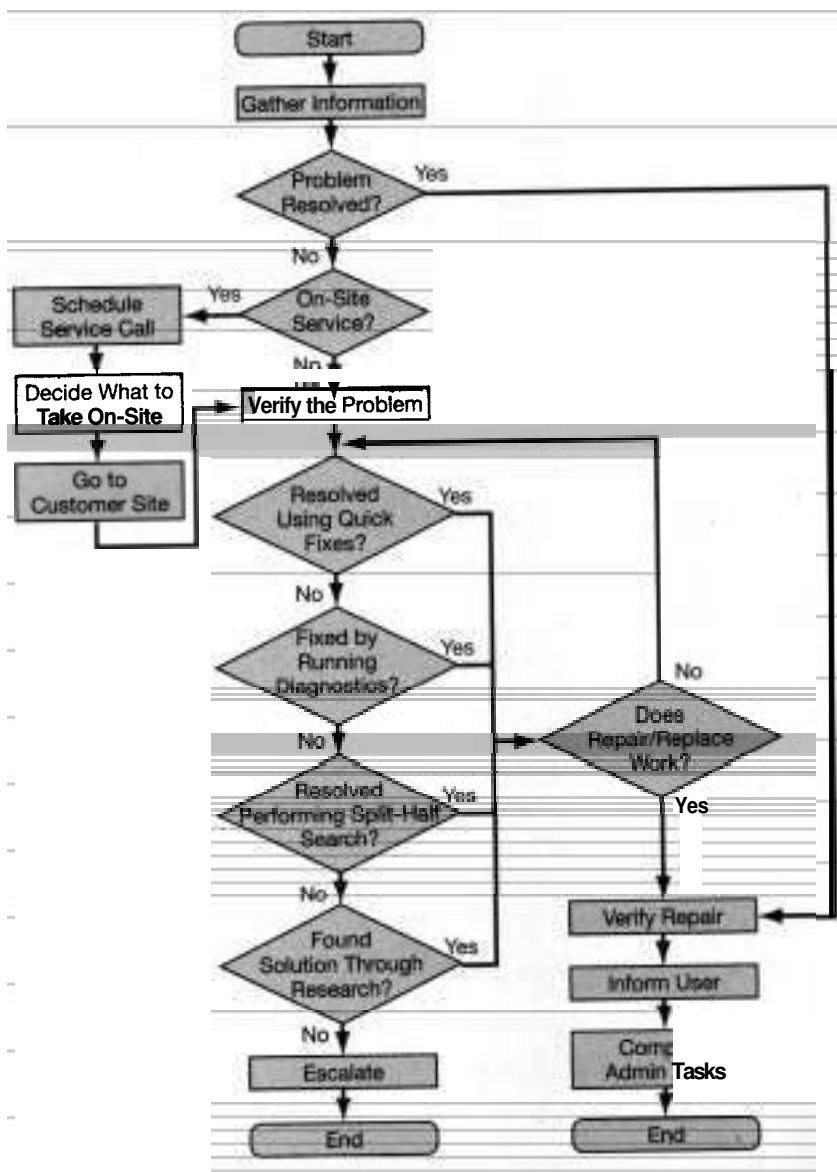 Start
Gather Information
Problem
Resolved?
Yes
No
On-Site
Service?
Yes
Schedule
Service Call
No
Decide What to
Take On-Site
Verify the Problem
Go to
Customer Site
Resolved
Using Quick
Fixes?
Yes
No
Fixed by
Running
Diagnostics?
Yes
No
Resolved
Performing Split-Half
Search?
Yes
No
Found
Solution Through
Research?
Yes
No
Escalate
End
No
Does
Repair/Replace
Work?
Yes
Verify Repair
Inform User
Admin Tasks
End